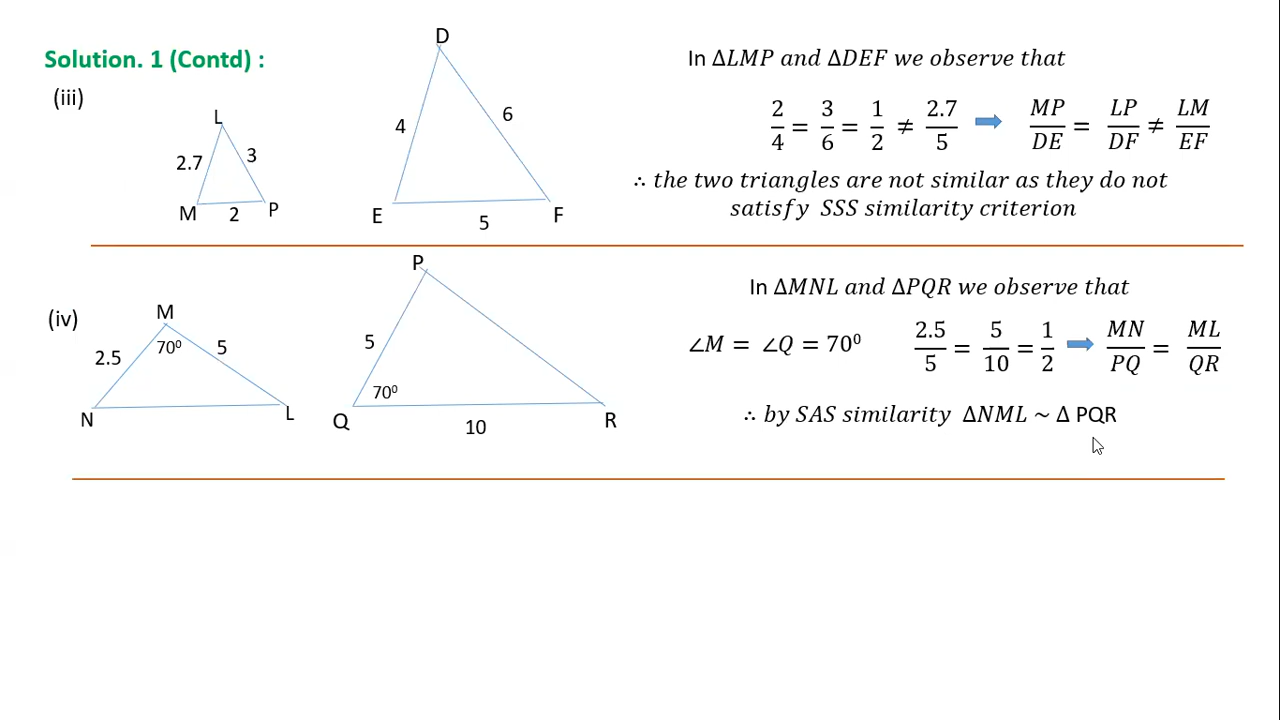 Solution. 1 (Contd) :
(iii)
L
2.7
3
M
2
P
D
4
6
E
5
F
In ΔLMP and ΔDEF we observe that
2/4 = 3/6 = 1/2 ≠ 2.7/5 ➡ MP/DE = LP/DF ≠ LM/EF
∴ the two triangles are not similar as they do not
satisfy SSS similarity criterion
(iv)
M
2.5
70⁰
5
N
L
P
5
70⁰
Q
10
R
In ΔMNL and ΔPQR we observe that
∠M = ∠Q = 70⁰ 2.5/5 = 5/10 = 1/2 ➡ MN/PQ = ML/QR
∴ by SAS similarity ΔNML ~ Δ PQR